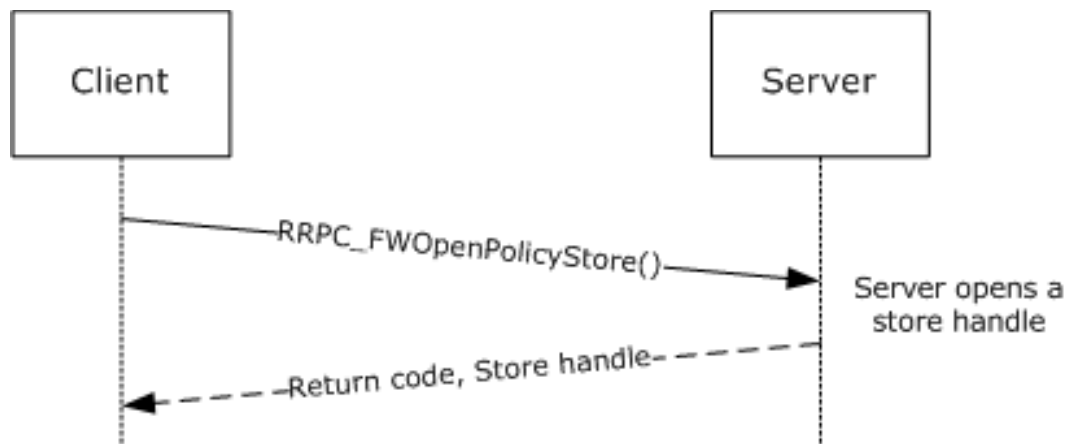 Client
Server
RRPC_FWOpenPolicyStore()
Server opens a
store handle
Return code, Store handle